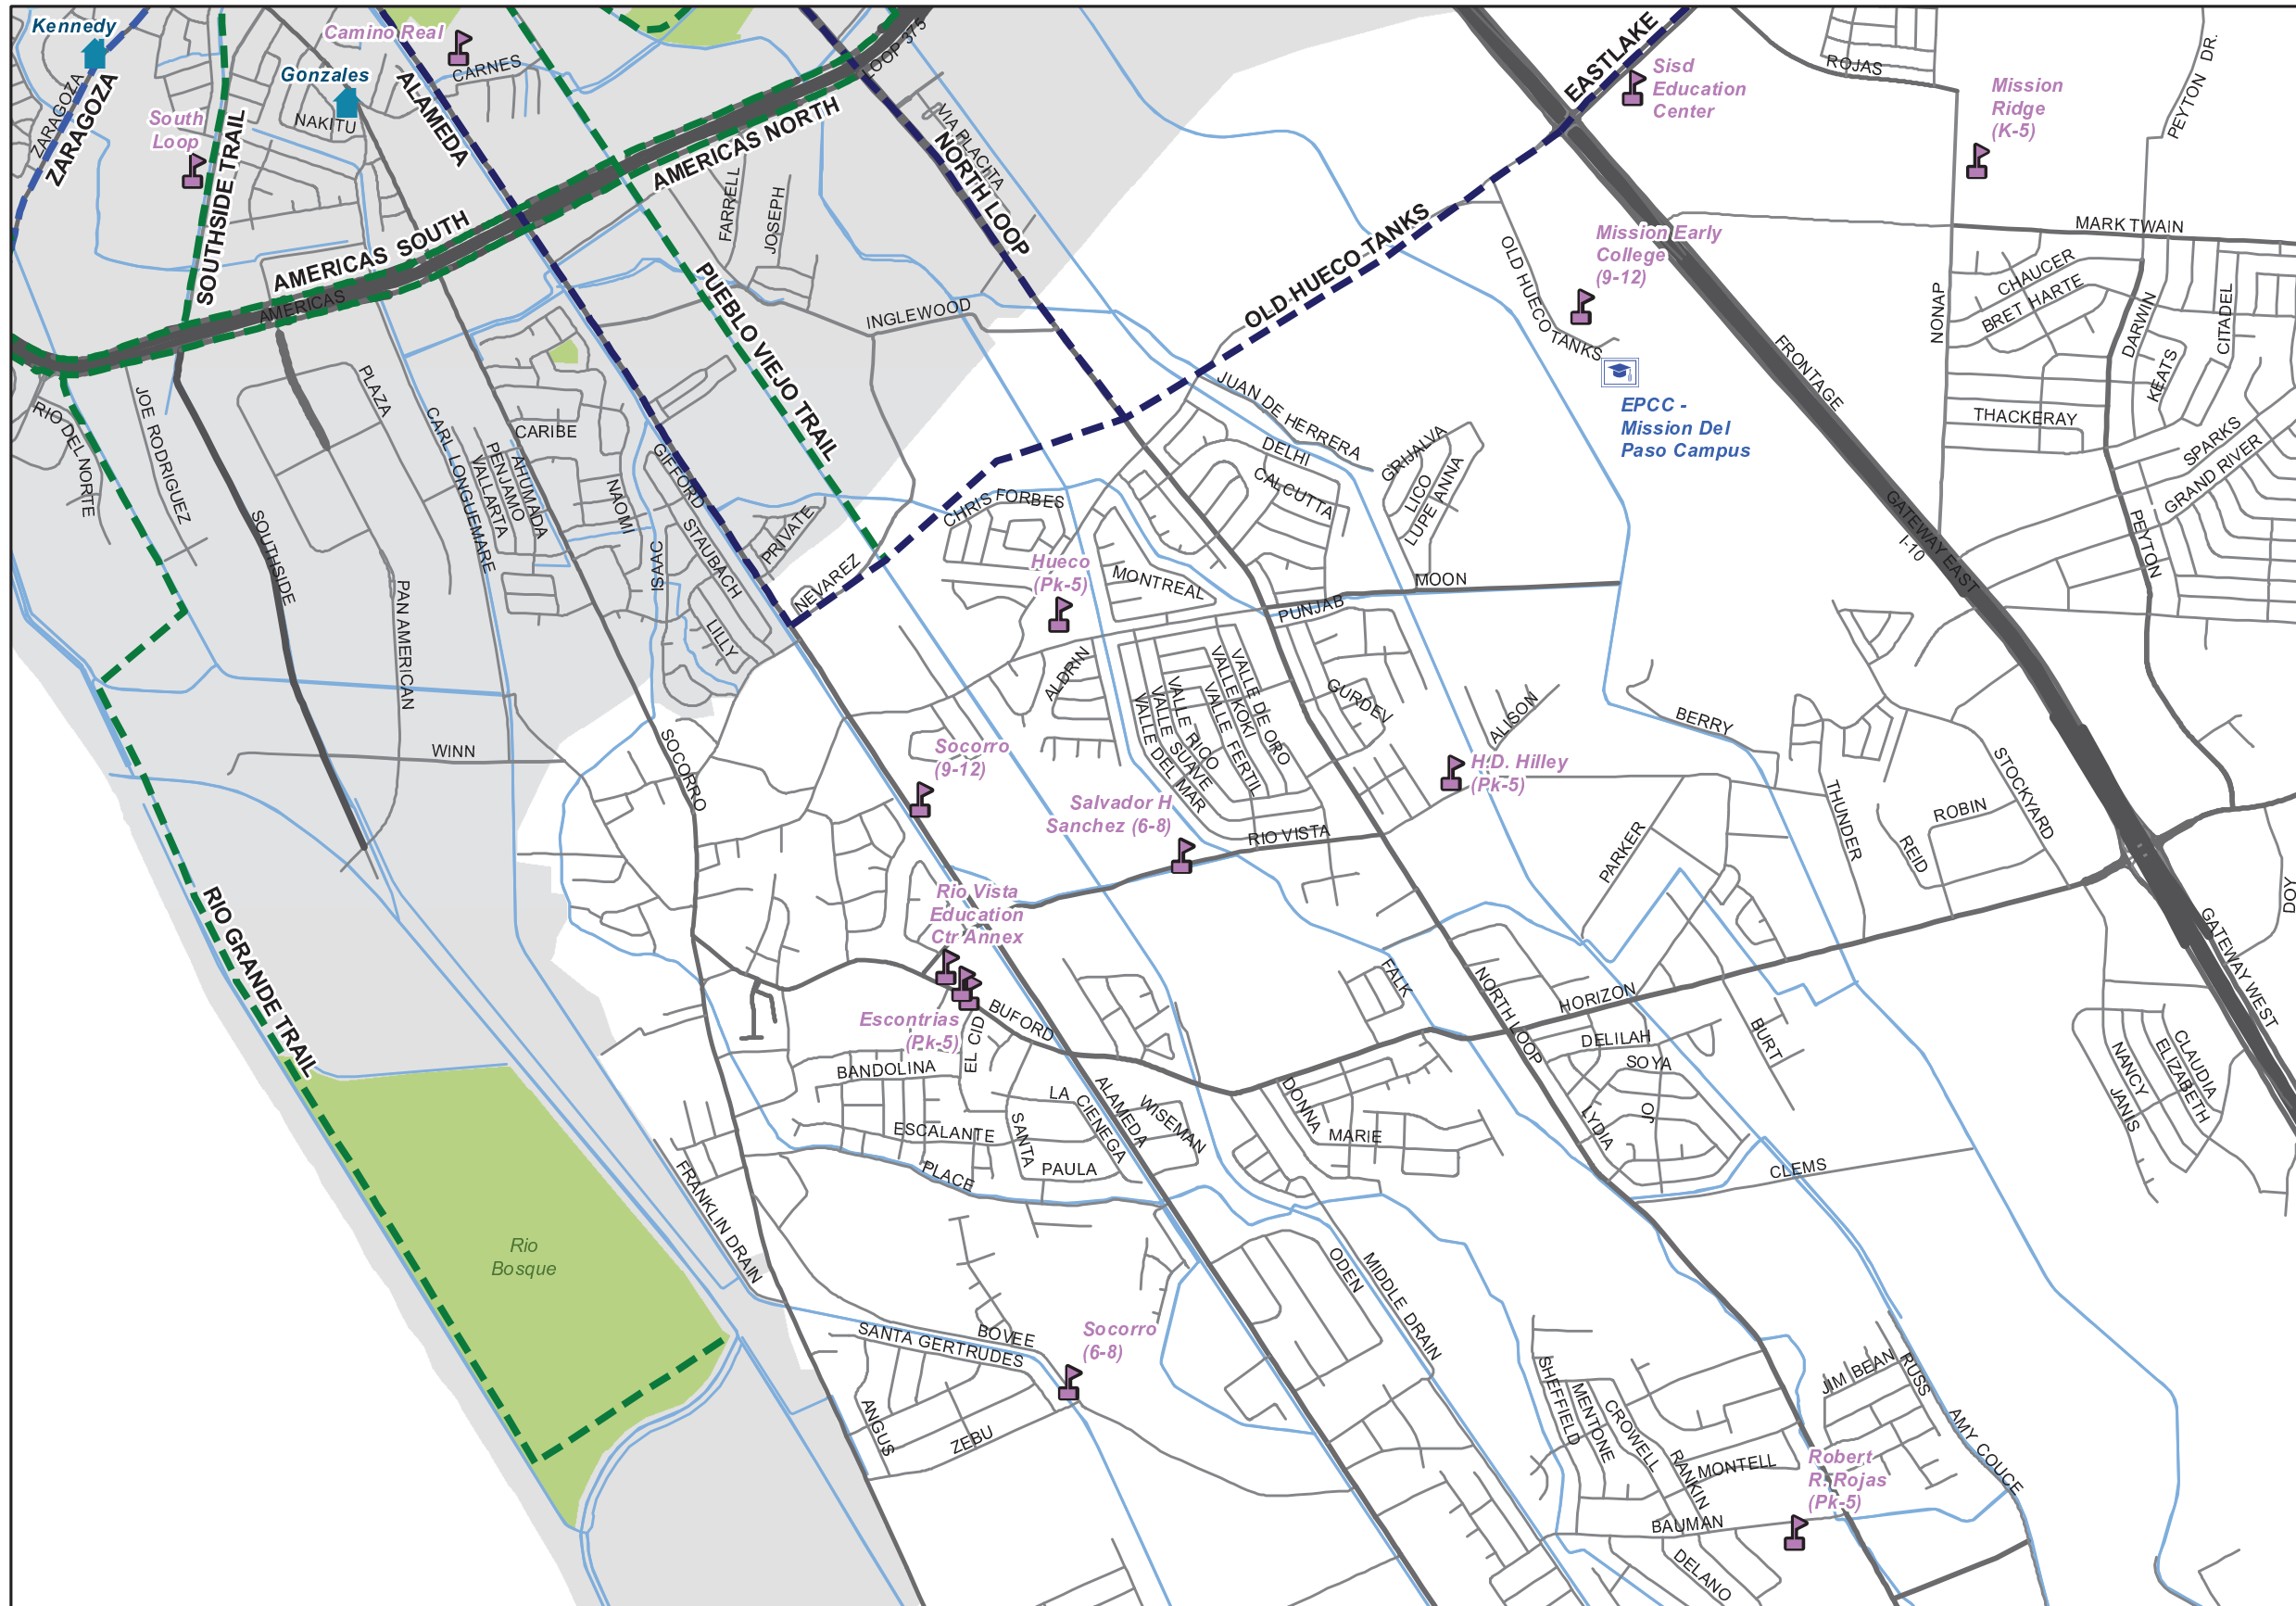 Kennedy
Camino Real
Gonzales
ZARAGOZA
ZARAGOZA
South
Loop
NAKITU
CARNES
ALAMEDA
SOUTHSIDE TRAIL
LOOP 375
AMERICAS NORTH
VIA PLACITA
NORTH LOOP
FARRELL
JOSEPH
AMERICAS SOUTH
AMERICAS
PUEBLO VIEJO TRAIL
INGLEWOOD
EASTLAKE
Sisd
Education
Center
ROJAS
Mission
Ridge
(K-5)
PEYTON DR.
MARK TWAIN
Mission Early
College
(9-12)
OLD HUECO TANKS
OLD HUECO TANKS
EPCC -
Mission Del
Paso Campus
FRONTAGE
NONAP
CHAUCER
BRET HARTE
DARWIN
CITADEL
KEATS
THACKERAY
SPARKS
GRAND RIVER
PEYTON
GATEWAY EAST
I-10
RIO DEL NORTE
JOE RODRIGUEZ
PLAZA
CARL LONGUEMARE
CARIBE
VALLARTA
PENJAMO
AHUMADA
NAOMI
GIFFORD
STAUBACH
ISAAC
LILLY
PRIVATE
NEVAREZ
SOUTHSIDE
PAN AMERICAN
WINN
SOCORRO
CHRIS FORBES
JUAN DE HERRERA
DELHI
CALCUTTA
GRIJALVA
LICO
LUPE ANNA
Hueco
(Pk-5)
MONTREAL
PUNJAB
MOON
ALDRIN
VALLE DEL MAR
VALLE SUAVE
VALLE RICO
VALLE FERTIL
VALLE KOKI
VALLE DE ORO
GURDEV
ALISON
BERRY
Socorro
(9-12)
Salvador H
Sanchez (6-8)
H.D. Hilley
(Pk-5)
RIO VISTA
PARKER
THUNDER
REID
ROBIN
STOCKYARD
DOY
GATEWAY WEST
Rio Vista
Education
Ctr Annex
RIO GRANDE TRAIL
Escontrias
(Pk-5)
BUFORD
EL CID
BANDOLINA
ESCALANTE
PLACE
SANTA
PAULA
LA
CIENEGA
ALAMEDA
WISEMAN
FALK
NORTH LOOP
HORIZON
DELILAH
SOYA
JO
LYDIA
BURT
DONNA
MARIE
CLEMS
NANCY
JANIS
ELIZABETH
CLAUDIA
Rio
Bosque
FRANKLIN DRAIN
ODEN
MIDDLE DRAIN
BOVEE
SANTA GERTRUDES
Socorro
(6-8)
ANGUS
ZEBU
SHEFFIELD
MENTONE
CROWELL
RANKIN
MONTELL
JIM BEAN
RUSS
AMY COUCE
Robert
R. Rojas
(Pk-5)
BAUMAN
DELANO